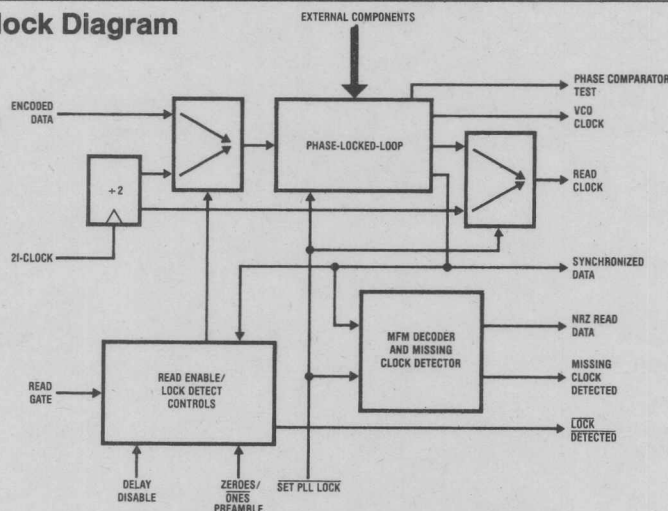 lock Diagram
EXTERNAL COMPONENTS
PHASE COMPARATOR
TEST
ENCODED
DATA
VCO
CLOCK
PHASE-LOCKED-LOOP
READ
CLOCK
÷2
2f-CLOCK
SYNCHRONIZED
DATA
MFM DECODER
AND MISSING
CLOCK DETECTOR
NRZ READ
DATA
READ ENABLE/
LOCK DETECT
CONTROLS
MISSING
CLOCK
DETECTED
READ
GATE
LOCK
DETECTED
DELAY
DISABLE
ZEROES/
ONES
PREAMBLE
SET PLL LOCK